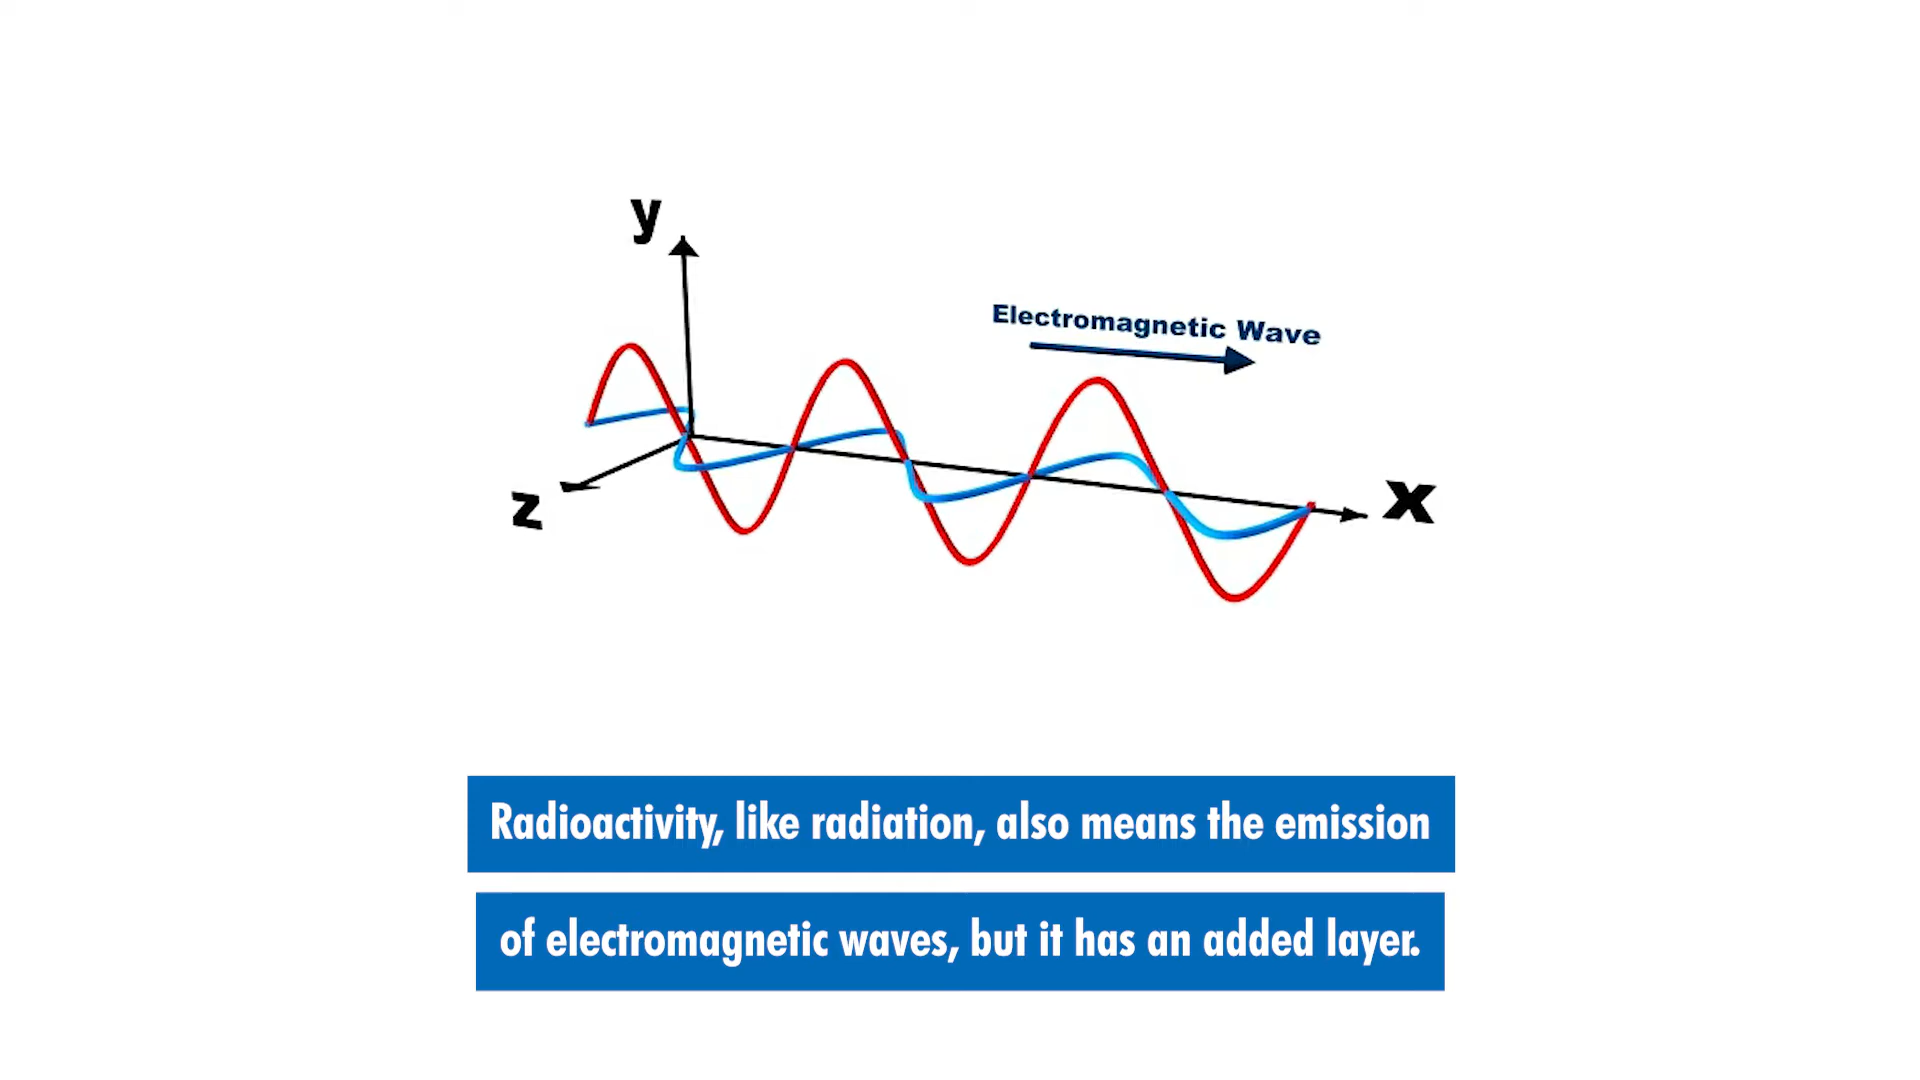 y
Electromagnetic Wave
x
z
Radioactivity, like radiation, also means the emission
of electromagnetic waves, but it has an added layer.